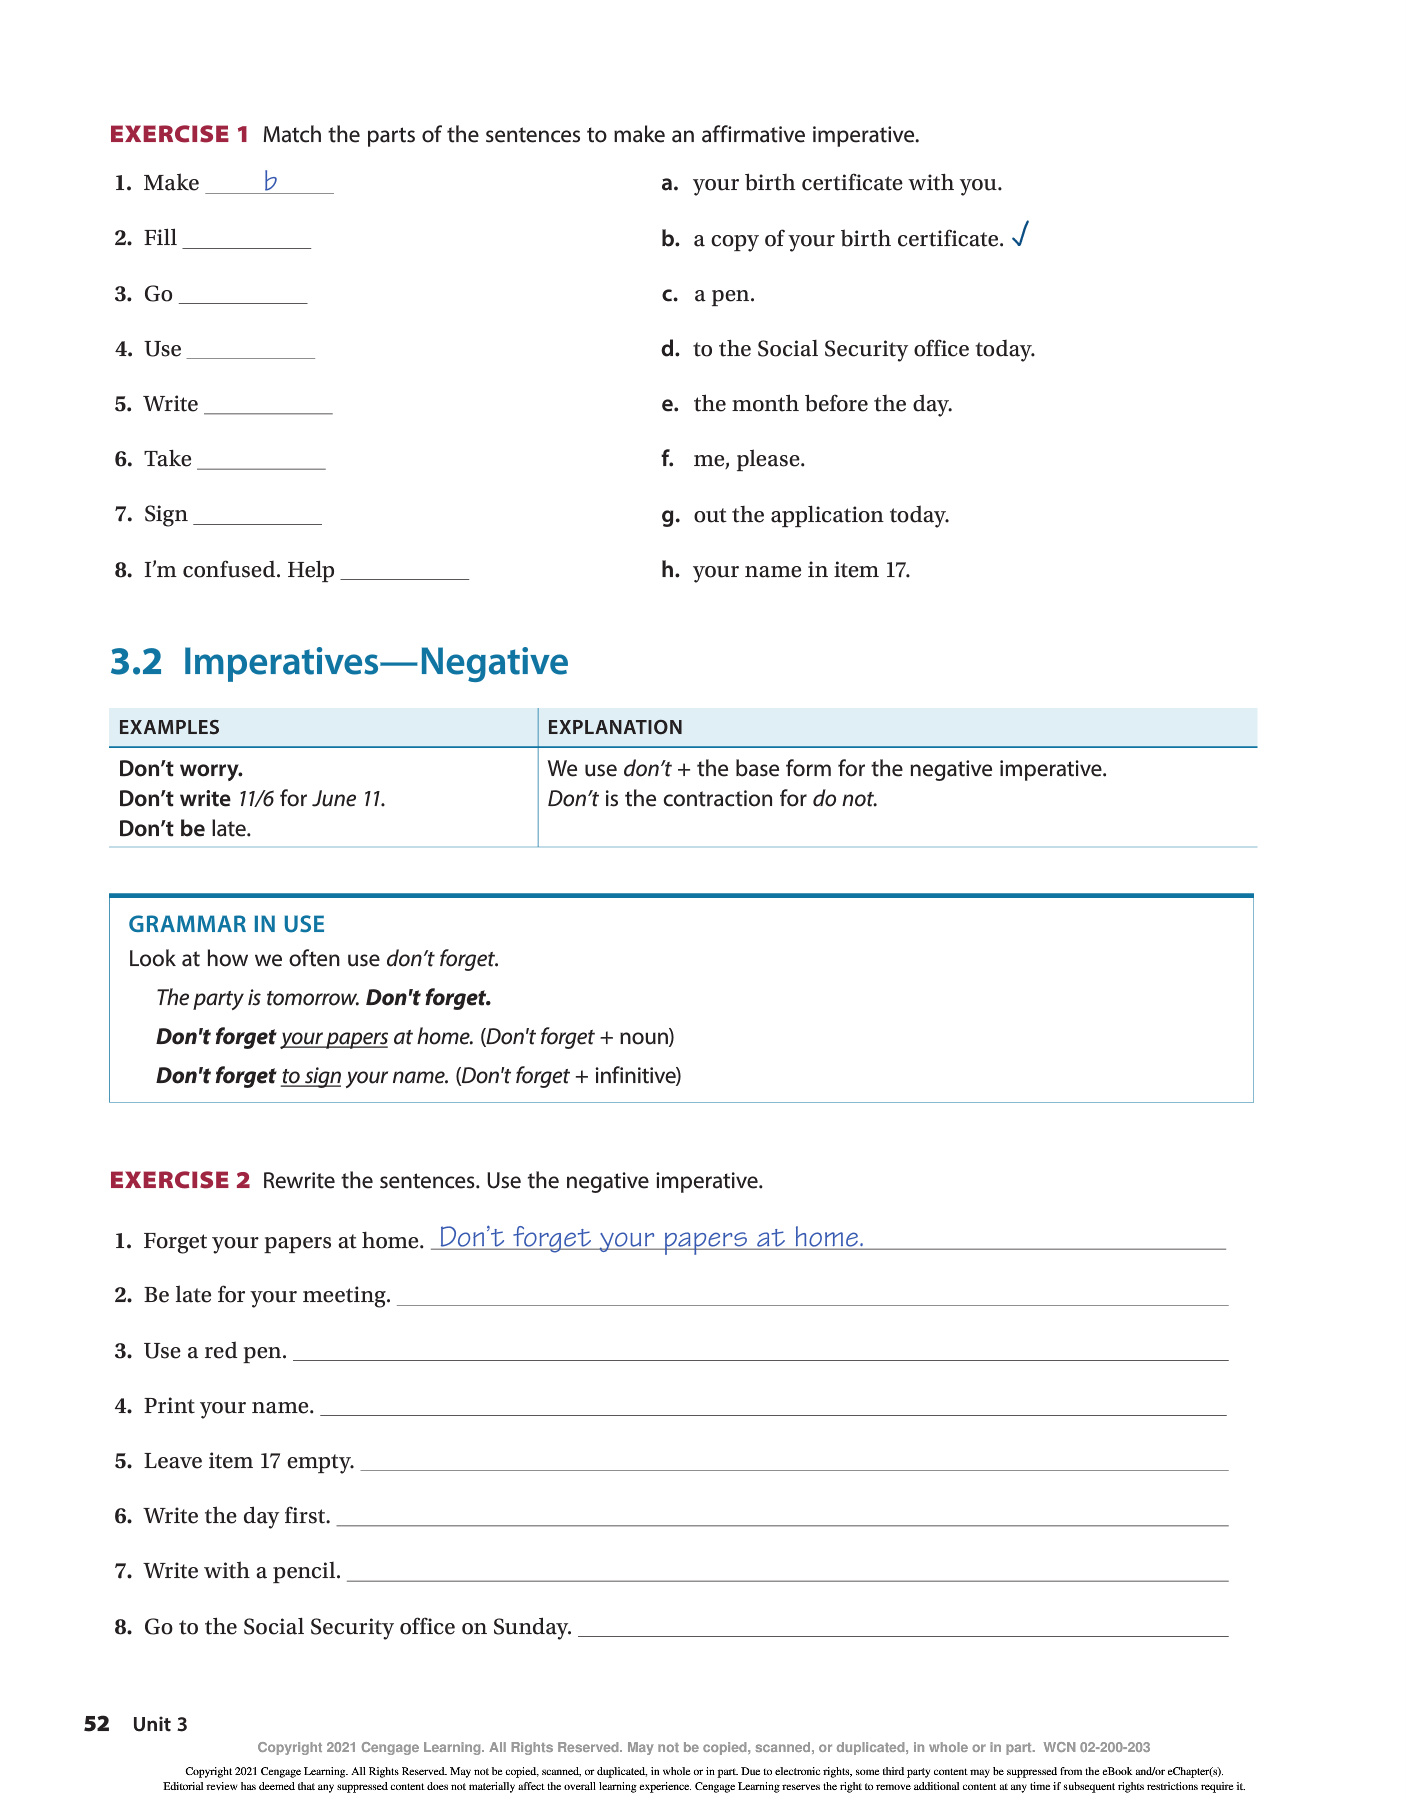 EXERCISE 1 Match the parts of the sentences to make an affirmative imperative.
1. Make b
a. your birth certificate with you.
2. Fill
b. a copy of your birth certificate. ✓
3. Go
c. a pen.
4. Use
d. to the Social Security office today.
5. Write
e. the month before the day.
6. Take
f. me, please.
7. Sign
g. out the application today.
8. I'm confused. Help
h. your name in item 17.
3.2 Imperatives—Negative
EXAMPLES
EXPLANATION
Don't worry.
Don't write 11/6 for June 11.
Don't be late.
We use don't + the base form for the negative imperative.
Don't is the contraction for do not.
GRAMMAR IN USE
Look at how we often use don't forget.
The party is tomorrow. Don't forget.
Don't forget your papers at home. (Don't forget + noun)
Don't forget to sign your name. (Don't forget + infinitive)
EXERCISE 2 Rewrite the sentences. Use the negative imperative.
1. Forget your papers at home. Don't forget your papers at home.
2. Be late for your meeting.
3. Use a red pen.
4. Print your name.
5. Leave item 17 empty.
6. Write the day first.
7. Write with a pencil.
8. Go to the Social Security office on Sunday.
52 Unit 3
Copyright 2021 Cengage Learning. All Rights Reserved. May not be copied, scanned, or duplicated, in whole or in part. WCN 02-200-203
Copyright 2021 Cengage Learning. All Rights Reserved. May not be copied, scanned, or duplicated, in whole or in part. Due to electronic rights, some third party content may be suppressed from the eBook and/or eChapter(s).
Editorial review has deemed that any suppressed content does not materially affect the overall learning experience. Cengage Learning reserves the right to remove additional content at any time if subsequent rights restrictions require it.